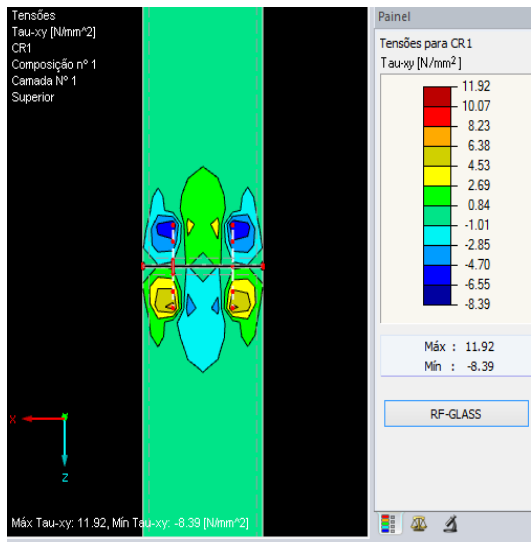 Tensões
Tau-xy [N/mm^2]
CR1
Composição nº 1
Camada Nº 1
Superior
X
Z
Máx Tau-xy: 11.92, Mín Tau-xy: -8.39 [N/mm^2]
Painel
Tensões para CR1
Tau-xy [N/mm²]
11.92
10.07
8.23
6.38
4.53
2.69
0.84
-1.01
-2.85
-4.70
-6.55
-8.39
Máx : 11.92
Mín : -8.39
RF-GLASS